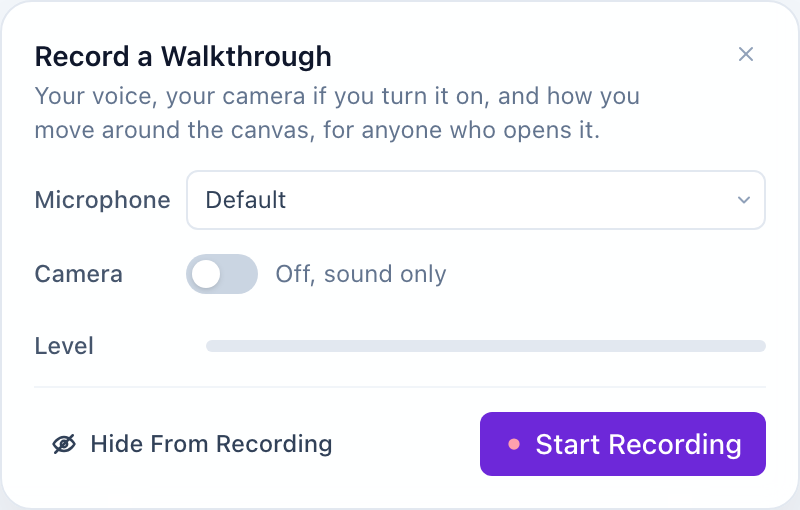 Record a Walkthrough
Your voice, your camera if you turn it on, and how you
move around the canvas, for anyone who opens it.
Microphone
Default
Camera
Off, sound only
Level
Hide From Recording
Start Recording